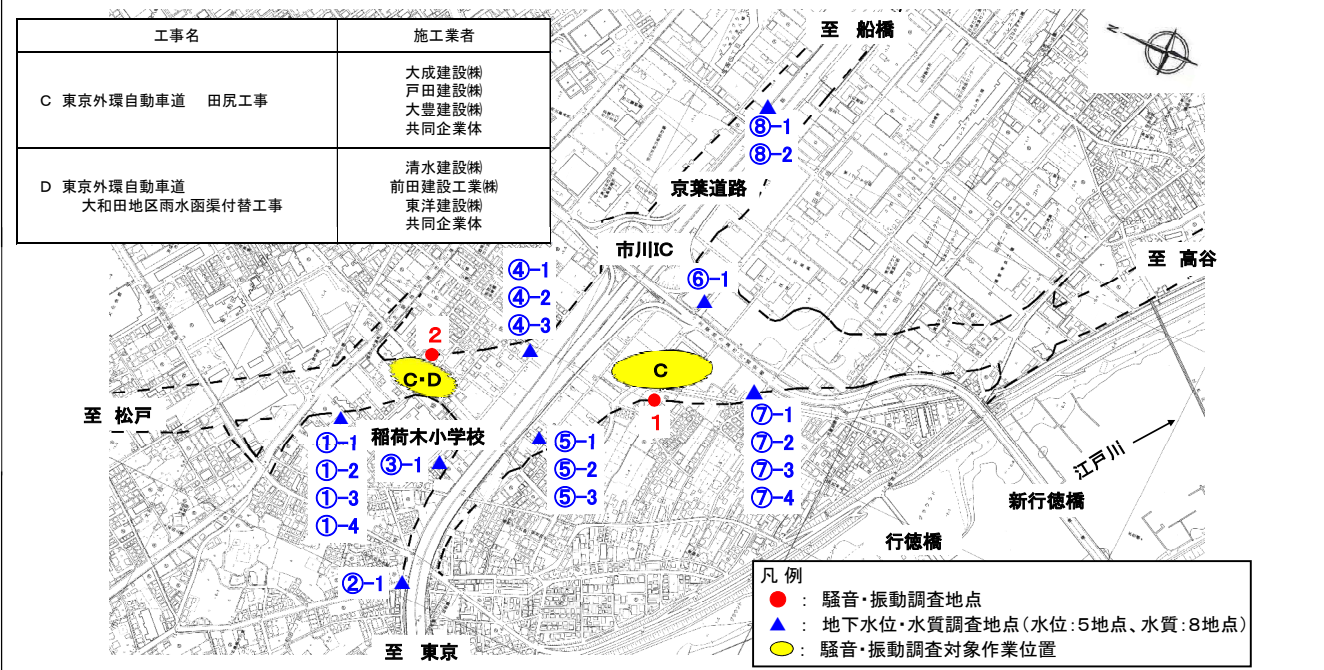 工事名 施工業者
C 東京外環自動車道 田尻工事
大成建設㈱
戸田建設㈱
大豊建設㈱
共同企業体
D 東京外環自動車道
大和田地区雨水函渠付替工事
清水建設㈱
前田建設工業㈱
東洋建設㈱
共同企業体
至 船橋
N
⑧-1
⑧-2
京葉道路
市川IC
至 高谷
④-1
④-2
④-3
⑥-1
2
C・D
C
1
至 松戸
①-1
①-2
①-3
①-4
稲荷木小学校
③-1
⑤-1
⑤-2
⑤-3
⑦-1
⑦-2
⑦-3
⑦-4
江戸川
新行徳橋
行徳橋
②-1
至 東京
凡 例
: 騒音・振動調査地点
: 地下水位・水質調査地点(水位:5地点、水質:8地点)
: 騒音・振動調査対象作業位置